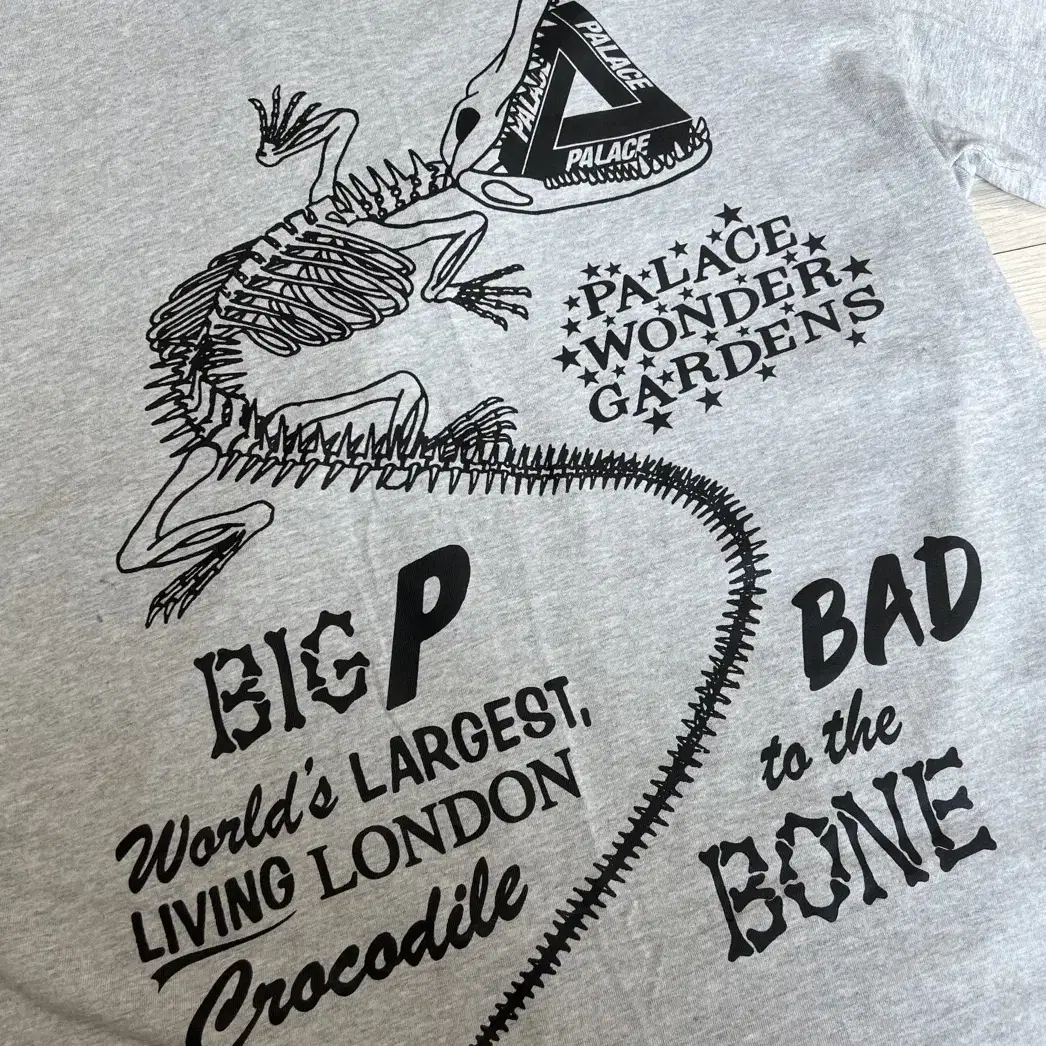 PALACE
PALACE
PALACE
PALACE
WONDER
GARDENS
BIG P
World's LARGEST,
LIVING LONDON
Crocodile
BAD
to the
BONE